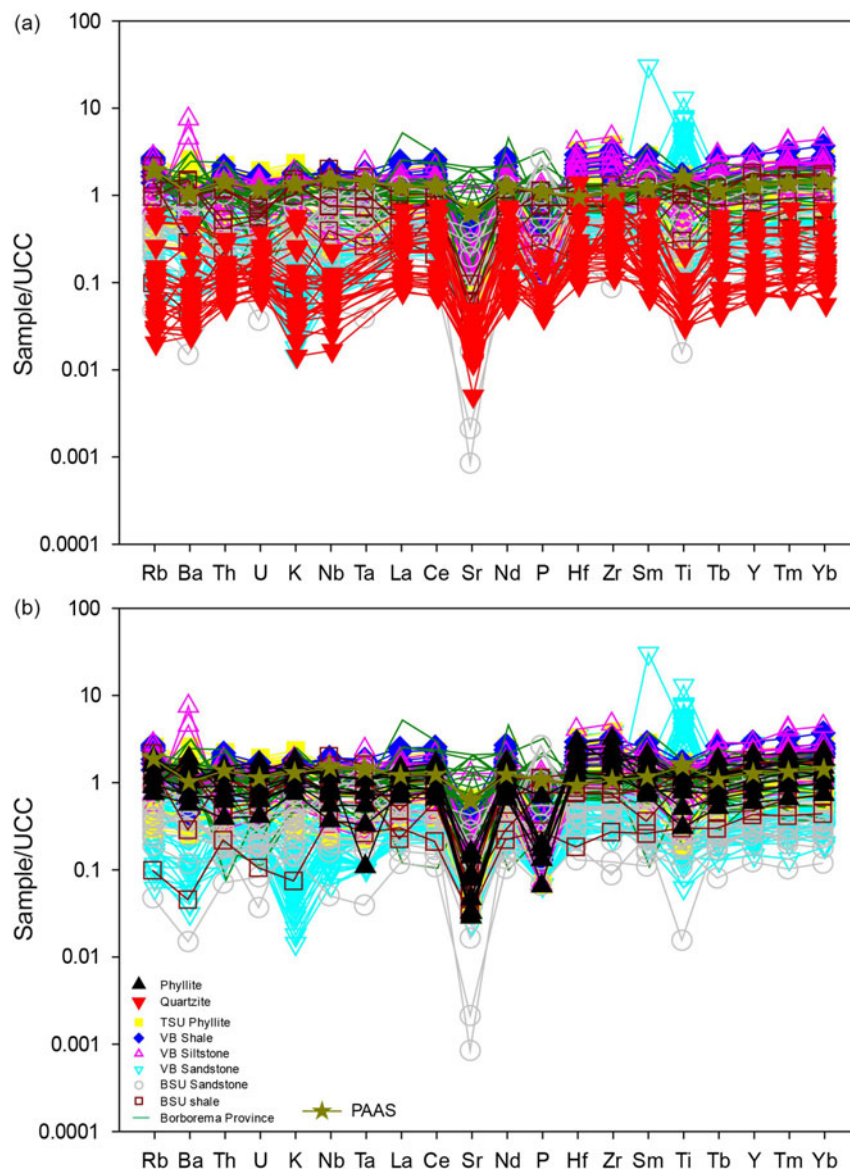 (a)
100
10
1
0.1
0.01
0.001
0.0001
Sample/UCC
Rb Ba Th U K Nb Ta La Ce Sr Nd P Hf Zr Sm Ti Tb Y Tm Yb
(b)
100
10
1
0.1
0.01
0.001
0.0001
Sample/UCC
Phyllite
Quartzite
TSU Phyllite
VB Shale
VB Siltstone
VB Sandstone
BSU Sandstone
BSU shale
Borborema Province
PAAS
Rb Ba Th U K Nb Ta La Ce Sr Nd P Hf Zr Sm Ti Tb Y Tm Yb